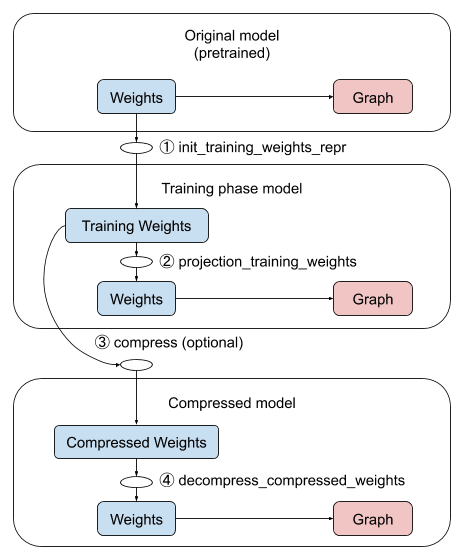 Original model
(pretrained)
Weights
Graph
① init_training_weights_repr
Training phase model
Training Weights
② projection_training_weights
Weights
Graph
③ compress (optional)
Compressed model
Compressed Weights
④ decompress_compressed_weights
Weights
Graph